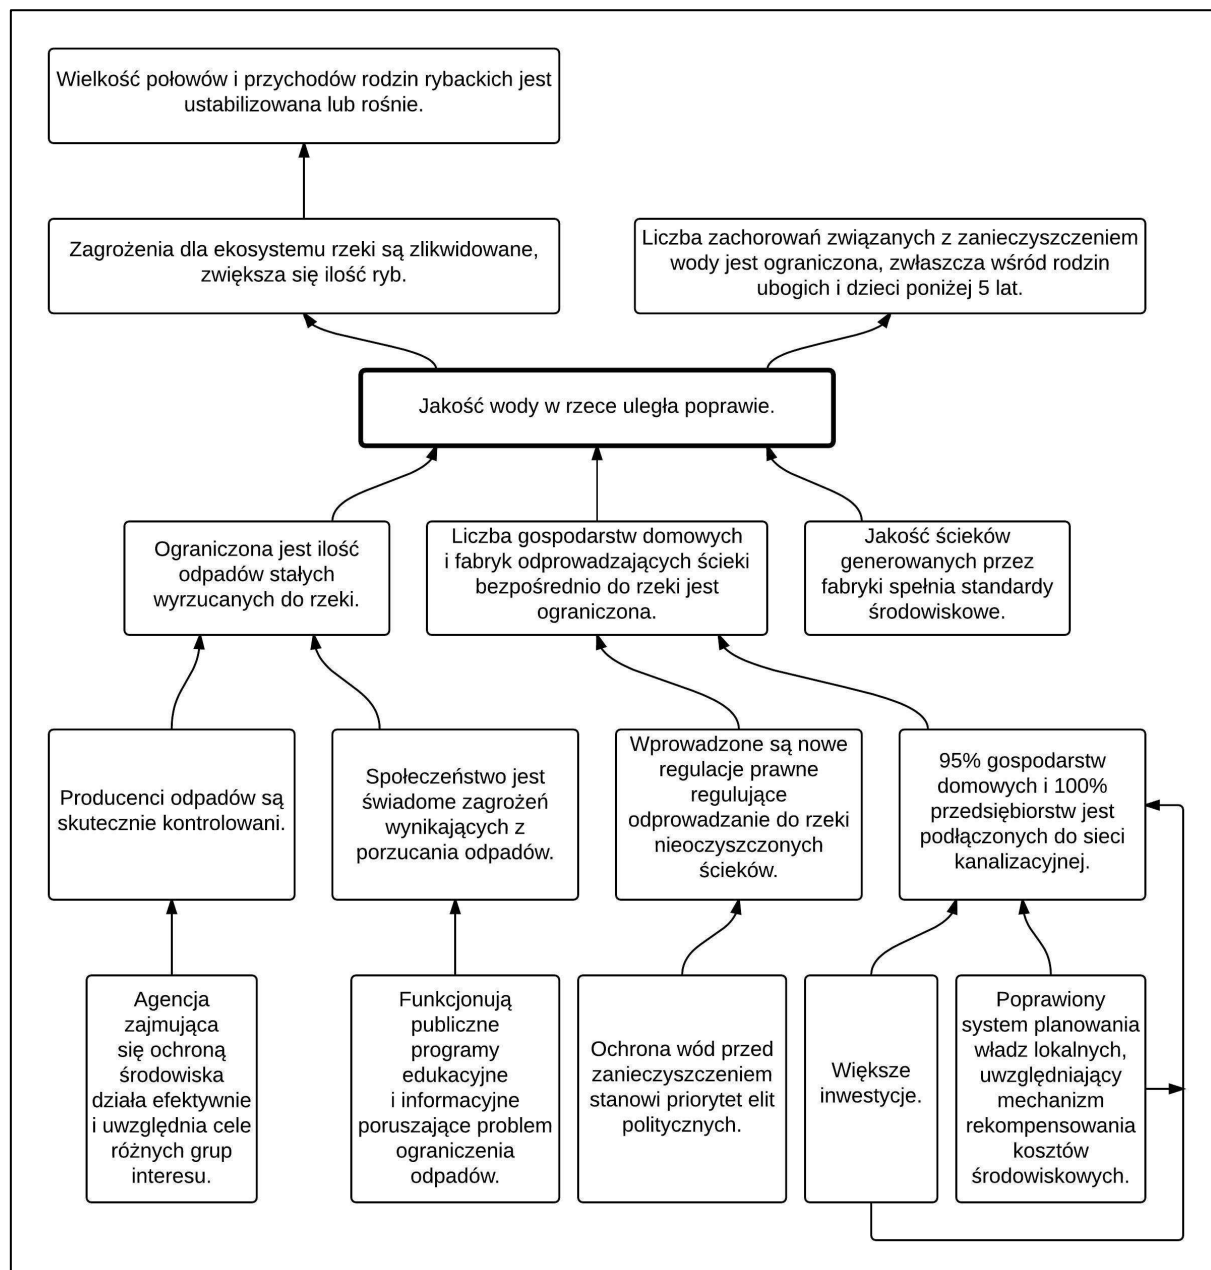 Wielkość połowów i przychodów rodzin rybackich jest
ustabilizowana lub rośnie.
Zagrożenia dla ekosystemu rzeki są zlikwidowane,
zwiększa się ilość ryb.
Liczba zachorowań związanych z zanieczyszczeniem
wody jest ograniczona, zwłaszcza wśród rodzin
ubogich i dzieci poniżej 5 lat.
Jakość wody w rzece uległa poprawie.
Ograniczona jest ilość
odpadów stałych
wyrzucanych do rzeki.
Liczba gospodarstw domowych
i fabryk odprowadzających ścieki
bezpośrednio do rzeki jest
ograniczona.
Jakość ścieków
generowanych przez
fabryki spełnia standardy
środowiskowe.
Producenci odpadów są
skutecznie kontrolowani.
Społeczeństwo jest
świadome zagrożeń
wynikających z
porzucania odpadów.
Wprowadzone są nowe
regulacje prawne
regulujące
odprowadzanie do rzeki
nieoczyszczonych
ścieków.
95% gospodarstw
domowych i 100%
przedsiębiorstw jest
podłączonych do sieci
kanalizacyjnej.
Agencja
zajmująca
się ochroną
środowiska
działa efektywnie
i uwzględnia cele
różnych grup
interesu.
Funkcjonują
publiczne
programy
edukacyjne
i informacyjne
poruszające problem
ograniczenia
odpadów.
Ochrona wód przed
zanieczyszczeniem
stanowi priorytet elit
politycznych.
Większe
inwestycje.
Poprawiony
system planowania
władz lokalnych,
uwzględniający
mechanizm
rekompensowania
kosztów
środowiskowych.